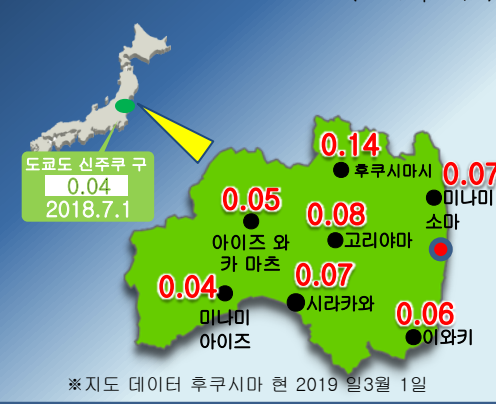 0.14
후쿠시마시
0.07
미나미
소마
도쿄도 신주쿠 구
0.04
2018.7.1
0.05
아이즈 와
카 마츠
0.08
고리야마
0.04
미나미
아이즈
0.07
시라카와
0.06
이와키
※지도 데이터 후쿠시마 현 2019 일3월 1일